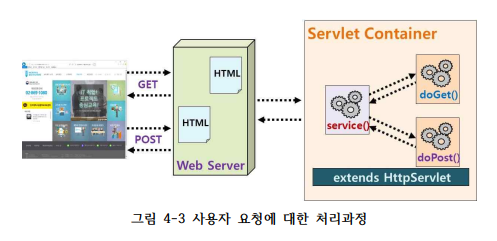 Servlet Container
HTML
GET
doGet()
HTML
service()
POST
Web Server
doPost()
extends HttpServlet
그림 4-3 사용자 요청에 대한 처리과정